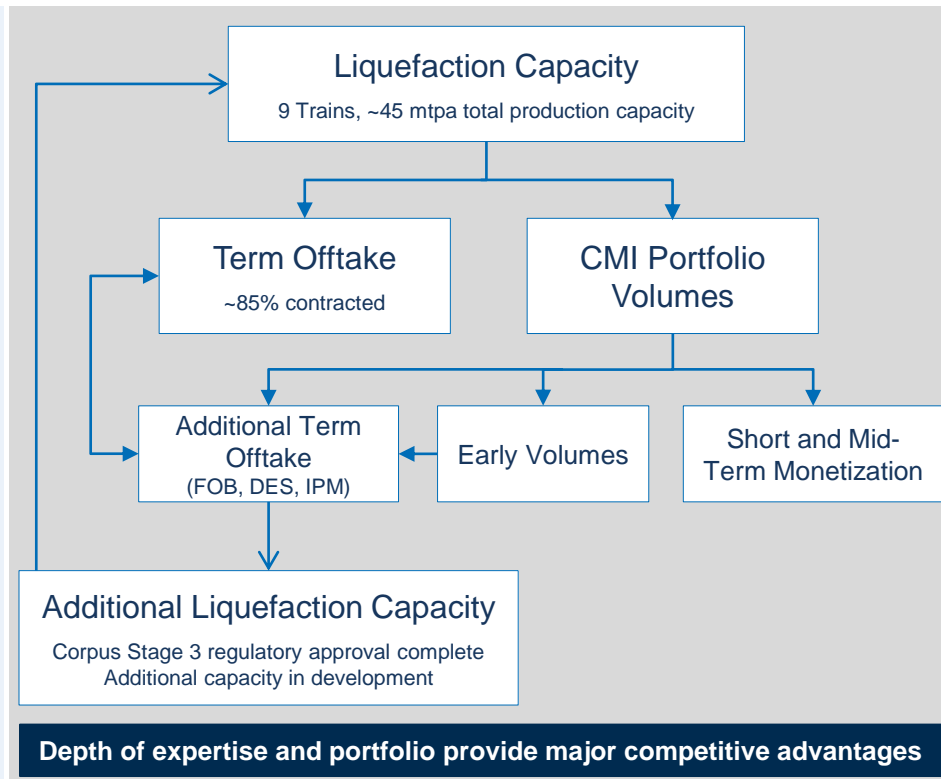 Liquefaction Capacity
9 Trains, ~45 mtpa total production capacity
Term Offtake
~85% contracted
CMI Portfolio
Volumes
Additional Term
Offtake
(FOB, DES, IPM)
Early Volumes
Short and Mid-
Term Monetization
Additional Liquefaction Capacity
Corpus Stage 3 regulatory approval complete
Additional capacity in development
Depth of expertise and portfolio provide major competitive advantages